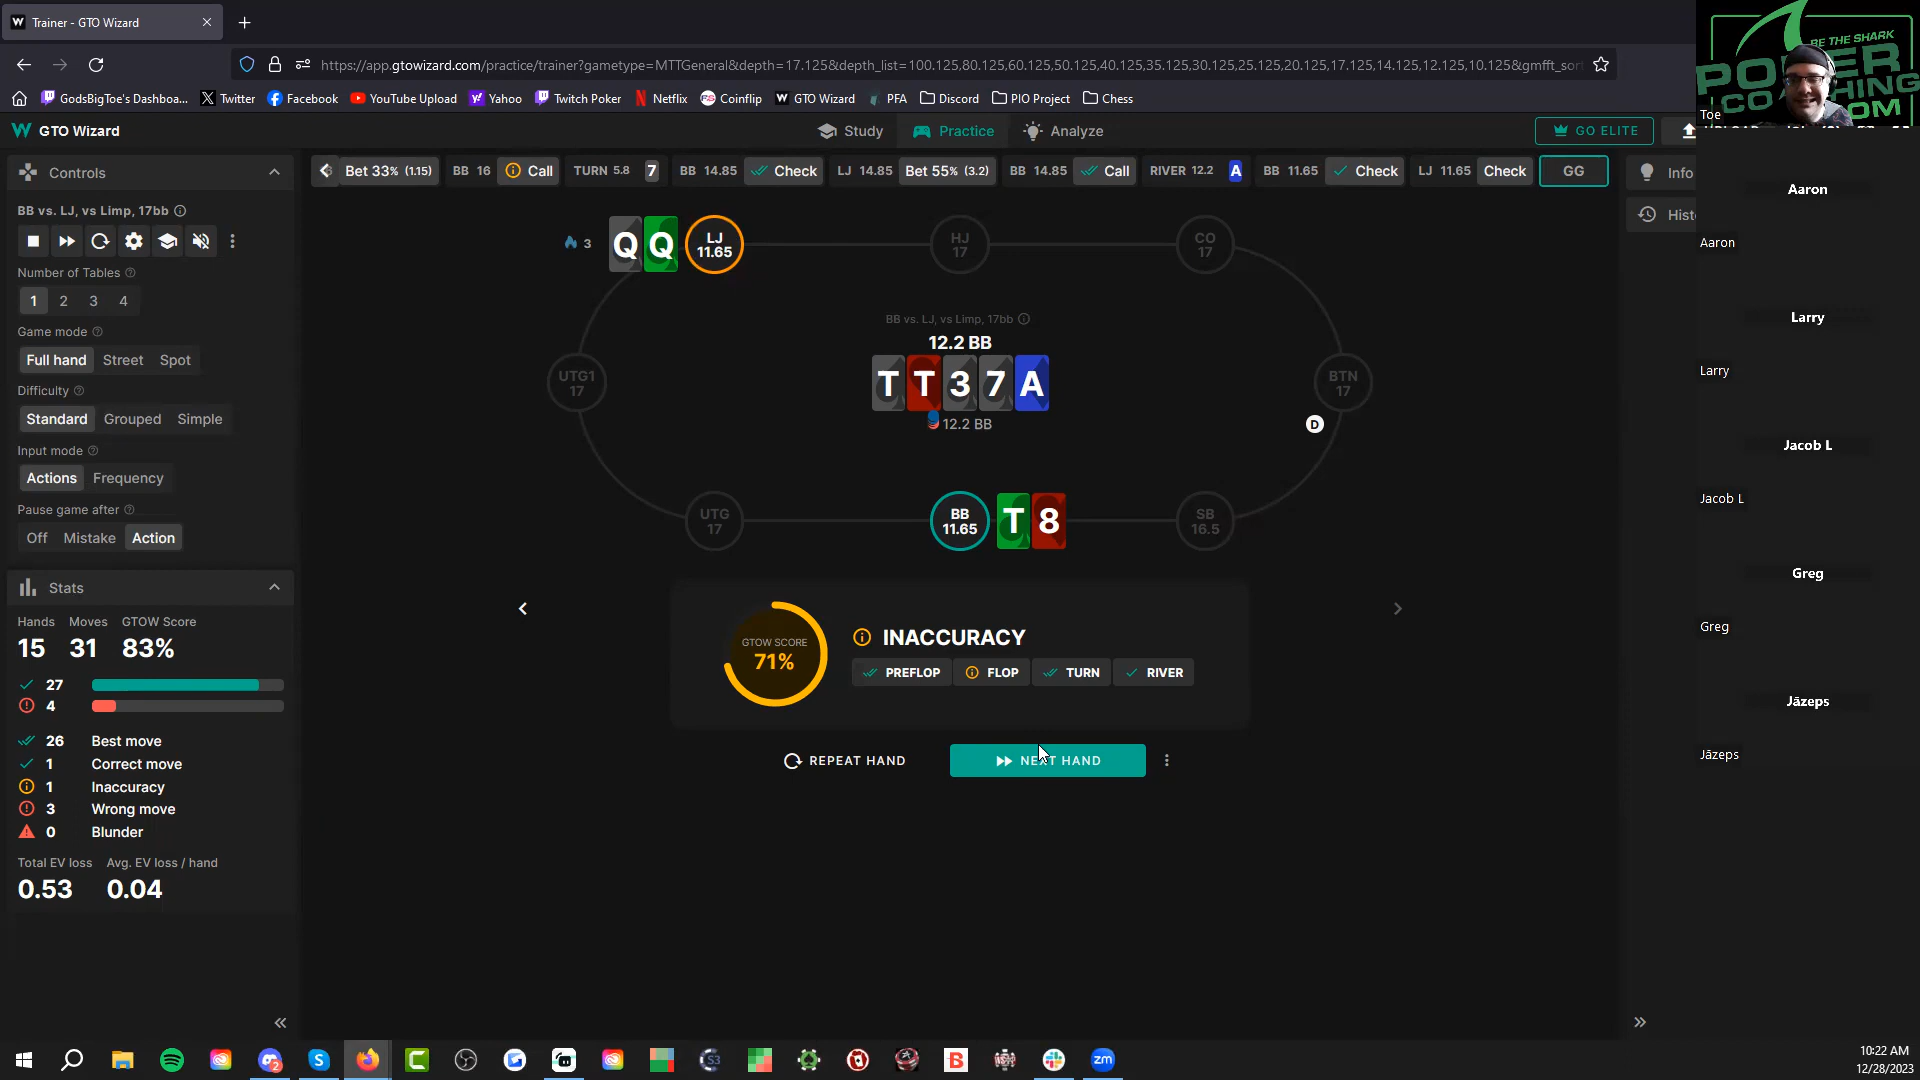 Trainer - GTO Wizard
https://app.gtowizard.com/practice/trainer?gametype=MTTGeneral&depth=17.125&depth_list=100.125,80.125,60.125,50.125,40.125,35.125,30.125,25.125,20.125,17.125,14.125,12.125,10.125&gmfft_sor
GodsBigToe's Dashboa... Twitter Facebook YouTube Upload Yahoo Twitch Poker Netflix Coinflip GTO Wizard PFA Discord PIO Project Chess
BE THE SHARK
POKER
COACHING
.COM
Toe
GTO Wizard
Study Practice Analyze
GO ELITE
Controls
Bet 33% (1.15) BB 16 Call TURN 5.8 7 BB 14.85 Check LJ 14.85 Bet 55% (3.2) BB 14.85 Call RIVER 12.2 A BB 11.65 Check LJ 11.65 Check GG
Info
Hist
BB vs. LJ, vs Limp, 17bb
Number of Tables
1 2 3 4
Game mode
Full hand Street Spot
Difficulty
Standard Grouped Simple
Input mode
Actions Frequency
Pause game after
Off Mistake Action
Stats
Hands Moves GTOW Score
15 31 83%
27
4
26 Best move
1 Correct move
1 Inaccuracy
3 Wrong move
0 Blunder
Total EV loss Avg. EV loss / hand
0.53 0.04
3 Q Q LJ
11.65
HJ
17
CO
17
UTG1
17
BTN
17
D
BB vs. LJ, vs Limp, 17bb
12.2 BB
T T 3 7 A
12.2 BB
UTG
17
BB
11.65
T 8
SB
16.5
GTOW SCORE
71%
INACCURACY
PREFLOP FLOP TURN RIVER
REPEAT HAND NEXT HAND
Aaron
Aaron
Larry
Larry
Jacob L
Jacob L
Greg
Greg
Jāzeps
Jāzeps
2
S3
B
zm
10:22 AM
12/28/2023